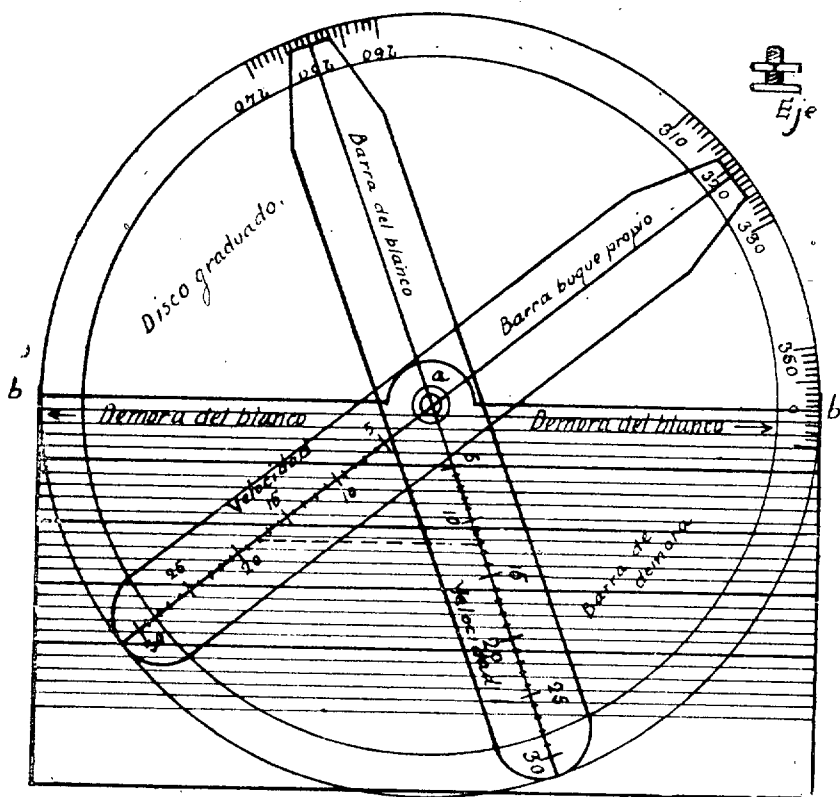 240
250
260
Eje
310
320
330
360
0
Barra del blanco
Barra buque propio
Disco graduado.
a
b
b
Demora del blanco
Demora del blanco
Velocidad
5
10
15
20
25
30
Velocidad
5
10
15
20
25
30
Barra de
demora